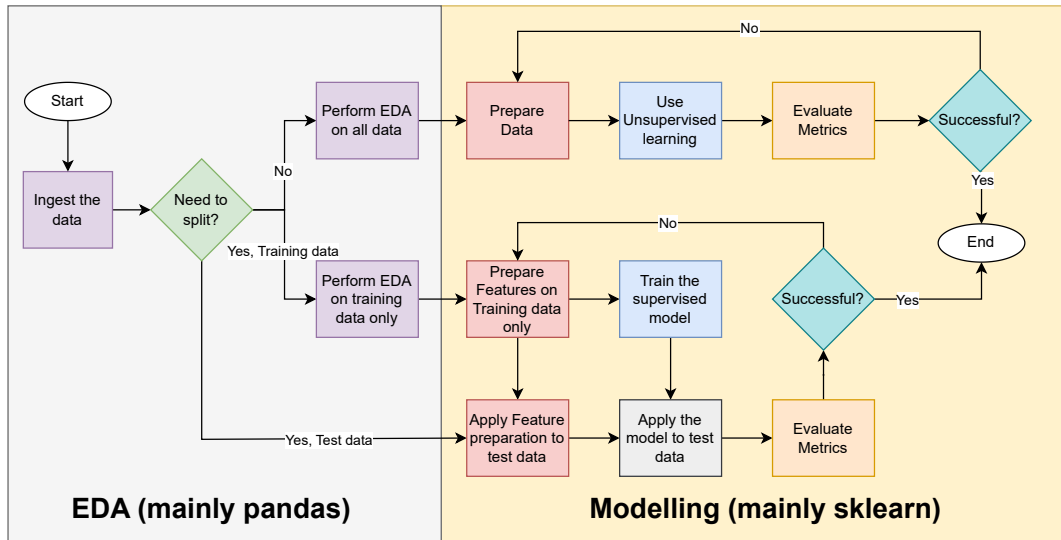 Start
Ingest the
data
Need to
split?
No
Yes, Training data
Yes, Test data
Perform EDA
on all data
Perform EDA
on training
data only
EDA (mainly pandas)
No
Prepare
Data
Use
Unsupervised
learning
Evaluate
Metrics
Successful?
Yes
End
No
Prepare
Features on
Training data
only
Train the
supervised
model
Successful?
Yes
Apply Feature
preparation to
test data
Apply the
model to test
data
Evaluate
Metrics
Modelling (mainly sklearn)